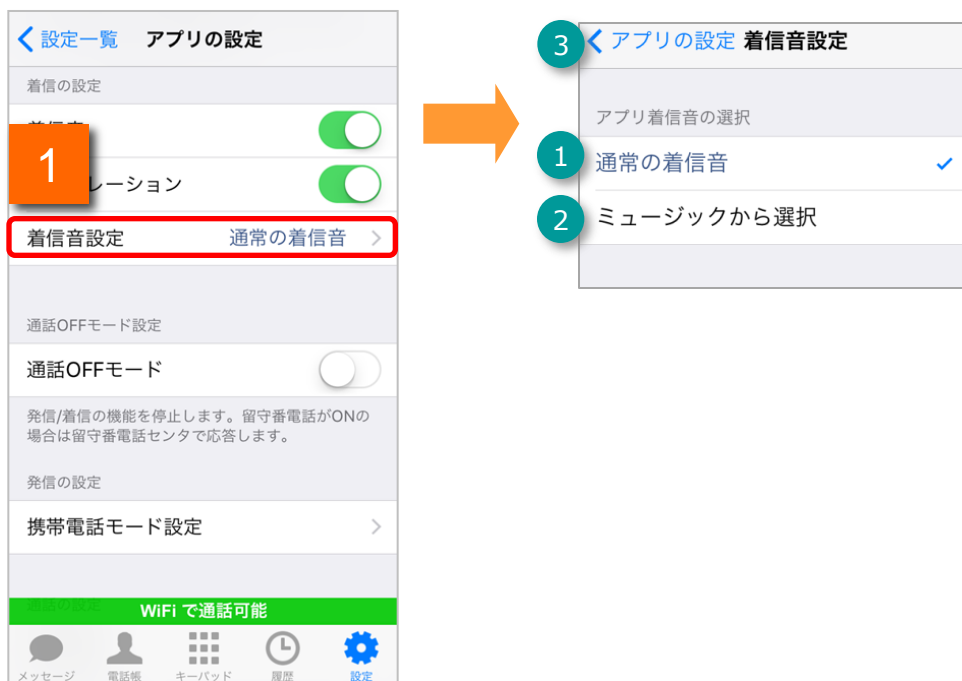 設定一覧 アプリの設定
着信の設定
1
レーション
着信音設定 通常の着信音
通話OFFモード設定
通話OFFモード
発信/着信の機能を停止します。留守番電話がONの
場合は留守番電話センタで応答します。
発信の設定
携帯電話モード設定
通話の設定
WiFi で通話可能
メッセージ 電話帳 キーパッド 履歴 設定
3 アプリの設定 着信音設定
アプリ着信音の選択
1 通常の着信音
2 ミュージックから選択